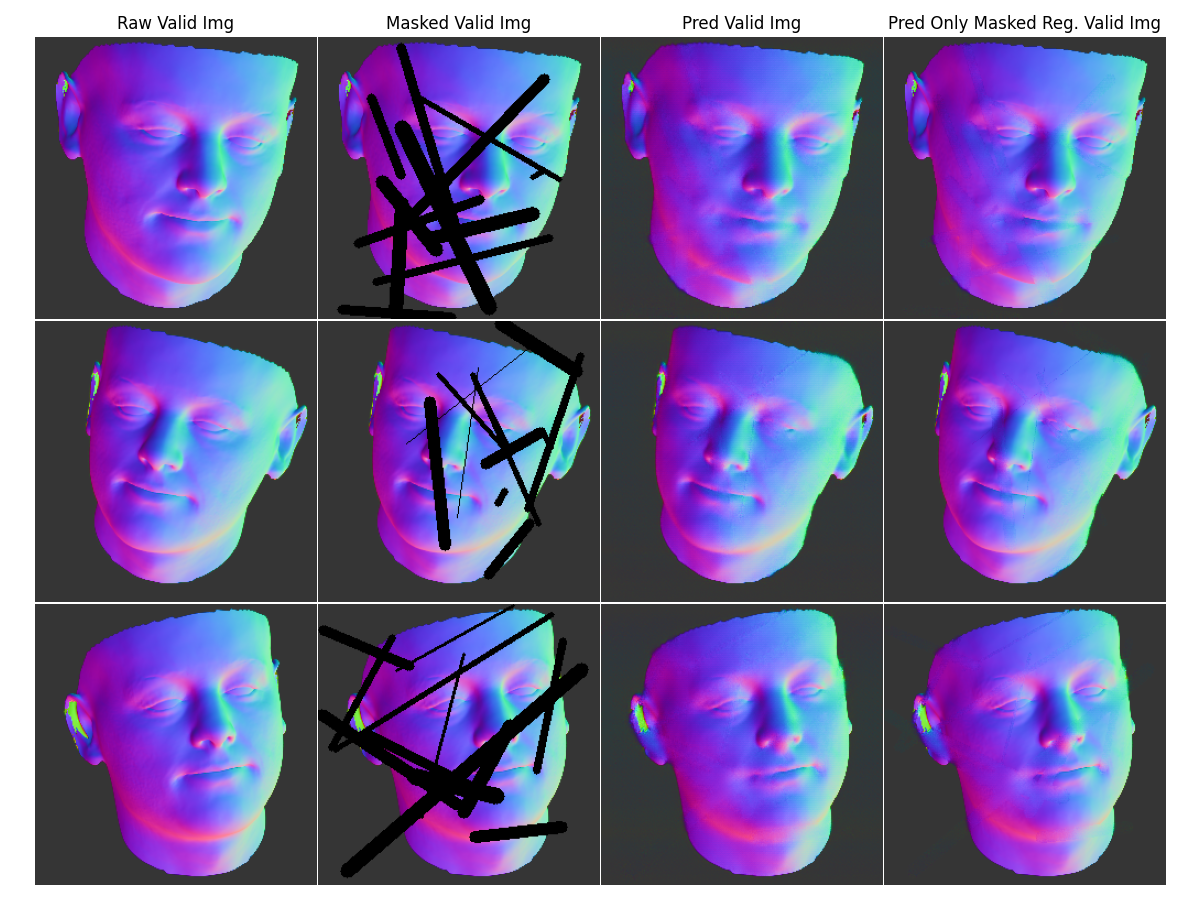 Raw Valid Img
Masked Valid Img
Pred Valid Img
Pred Only Masked Reg. Valid Img